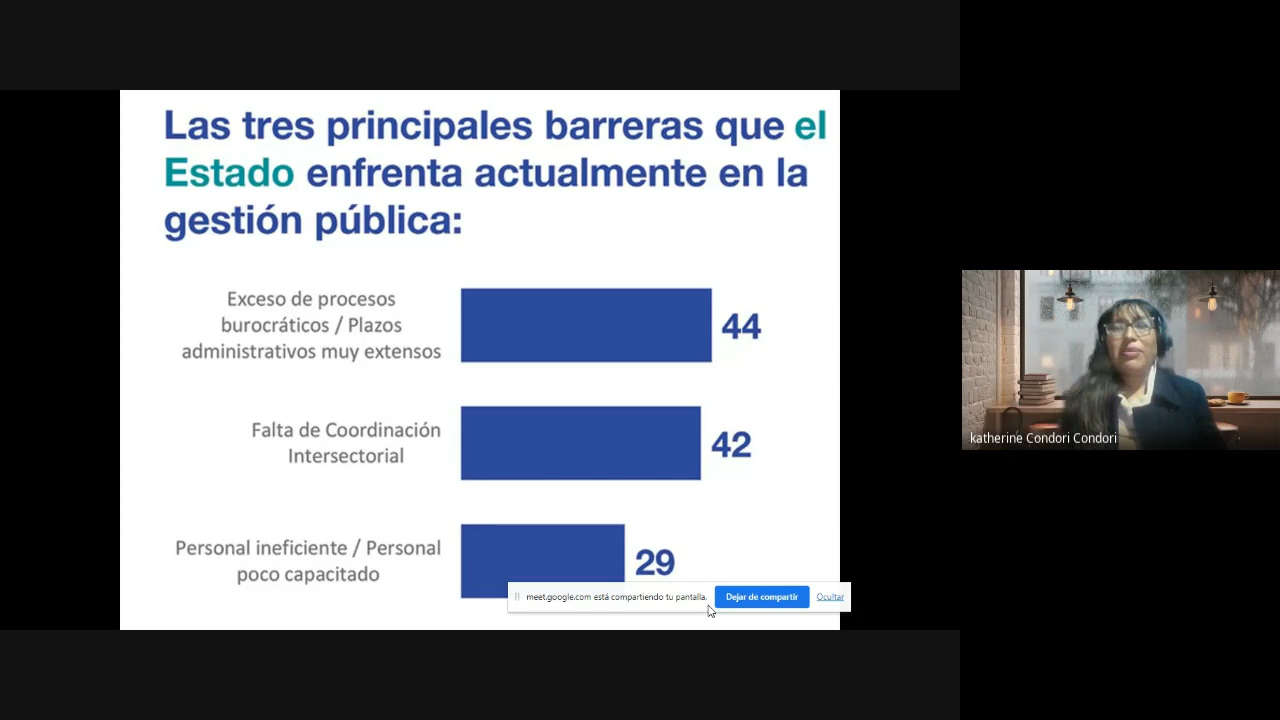 Las tres principales barreras que el
Estado enfrenta actualmente en la
gestión pública:
Exceso de procesos
burocráticos / Plazos
administrativos muy extensos
44
Falta de Coordinación
Intersectorial
42
Personal ineficiente / Personal
poco capacitado
29
meet.google.com está compartiendo tu pantalla.
Dejar de compartir
Ocultar
katherine Condori Condori